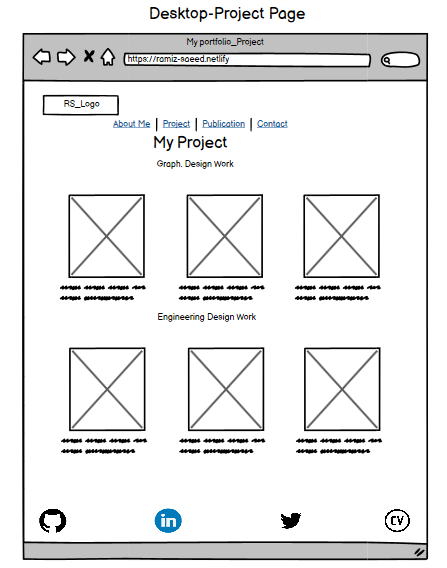 Desktop-Project Page
My portfolio_Project
https://ramiz-saeed.netlify
RS_Logo
About Me | Project | Publication | Contact
My Project
Graph. Design Work
Engineering Design Work
in
CV